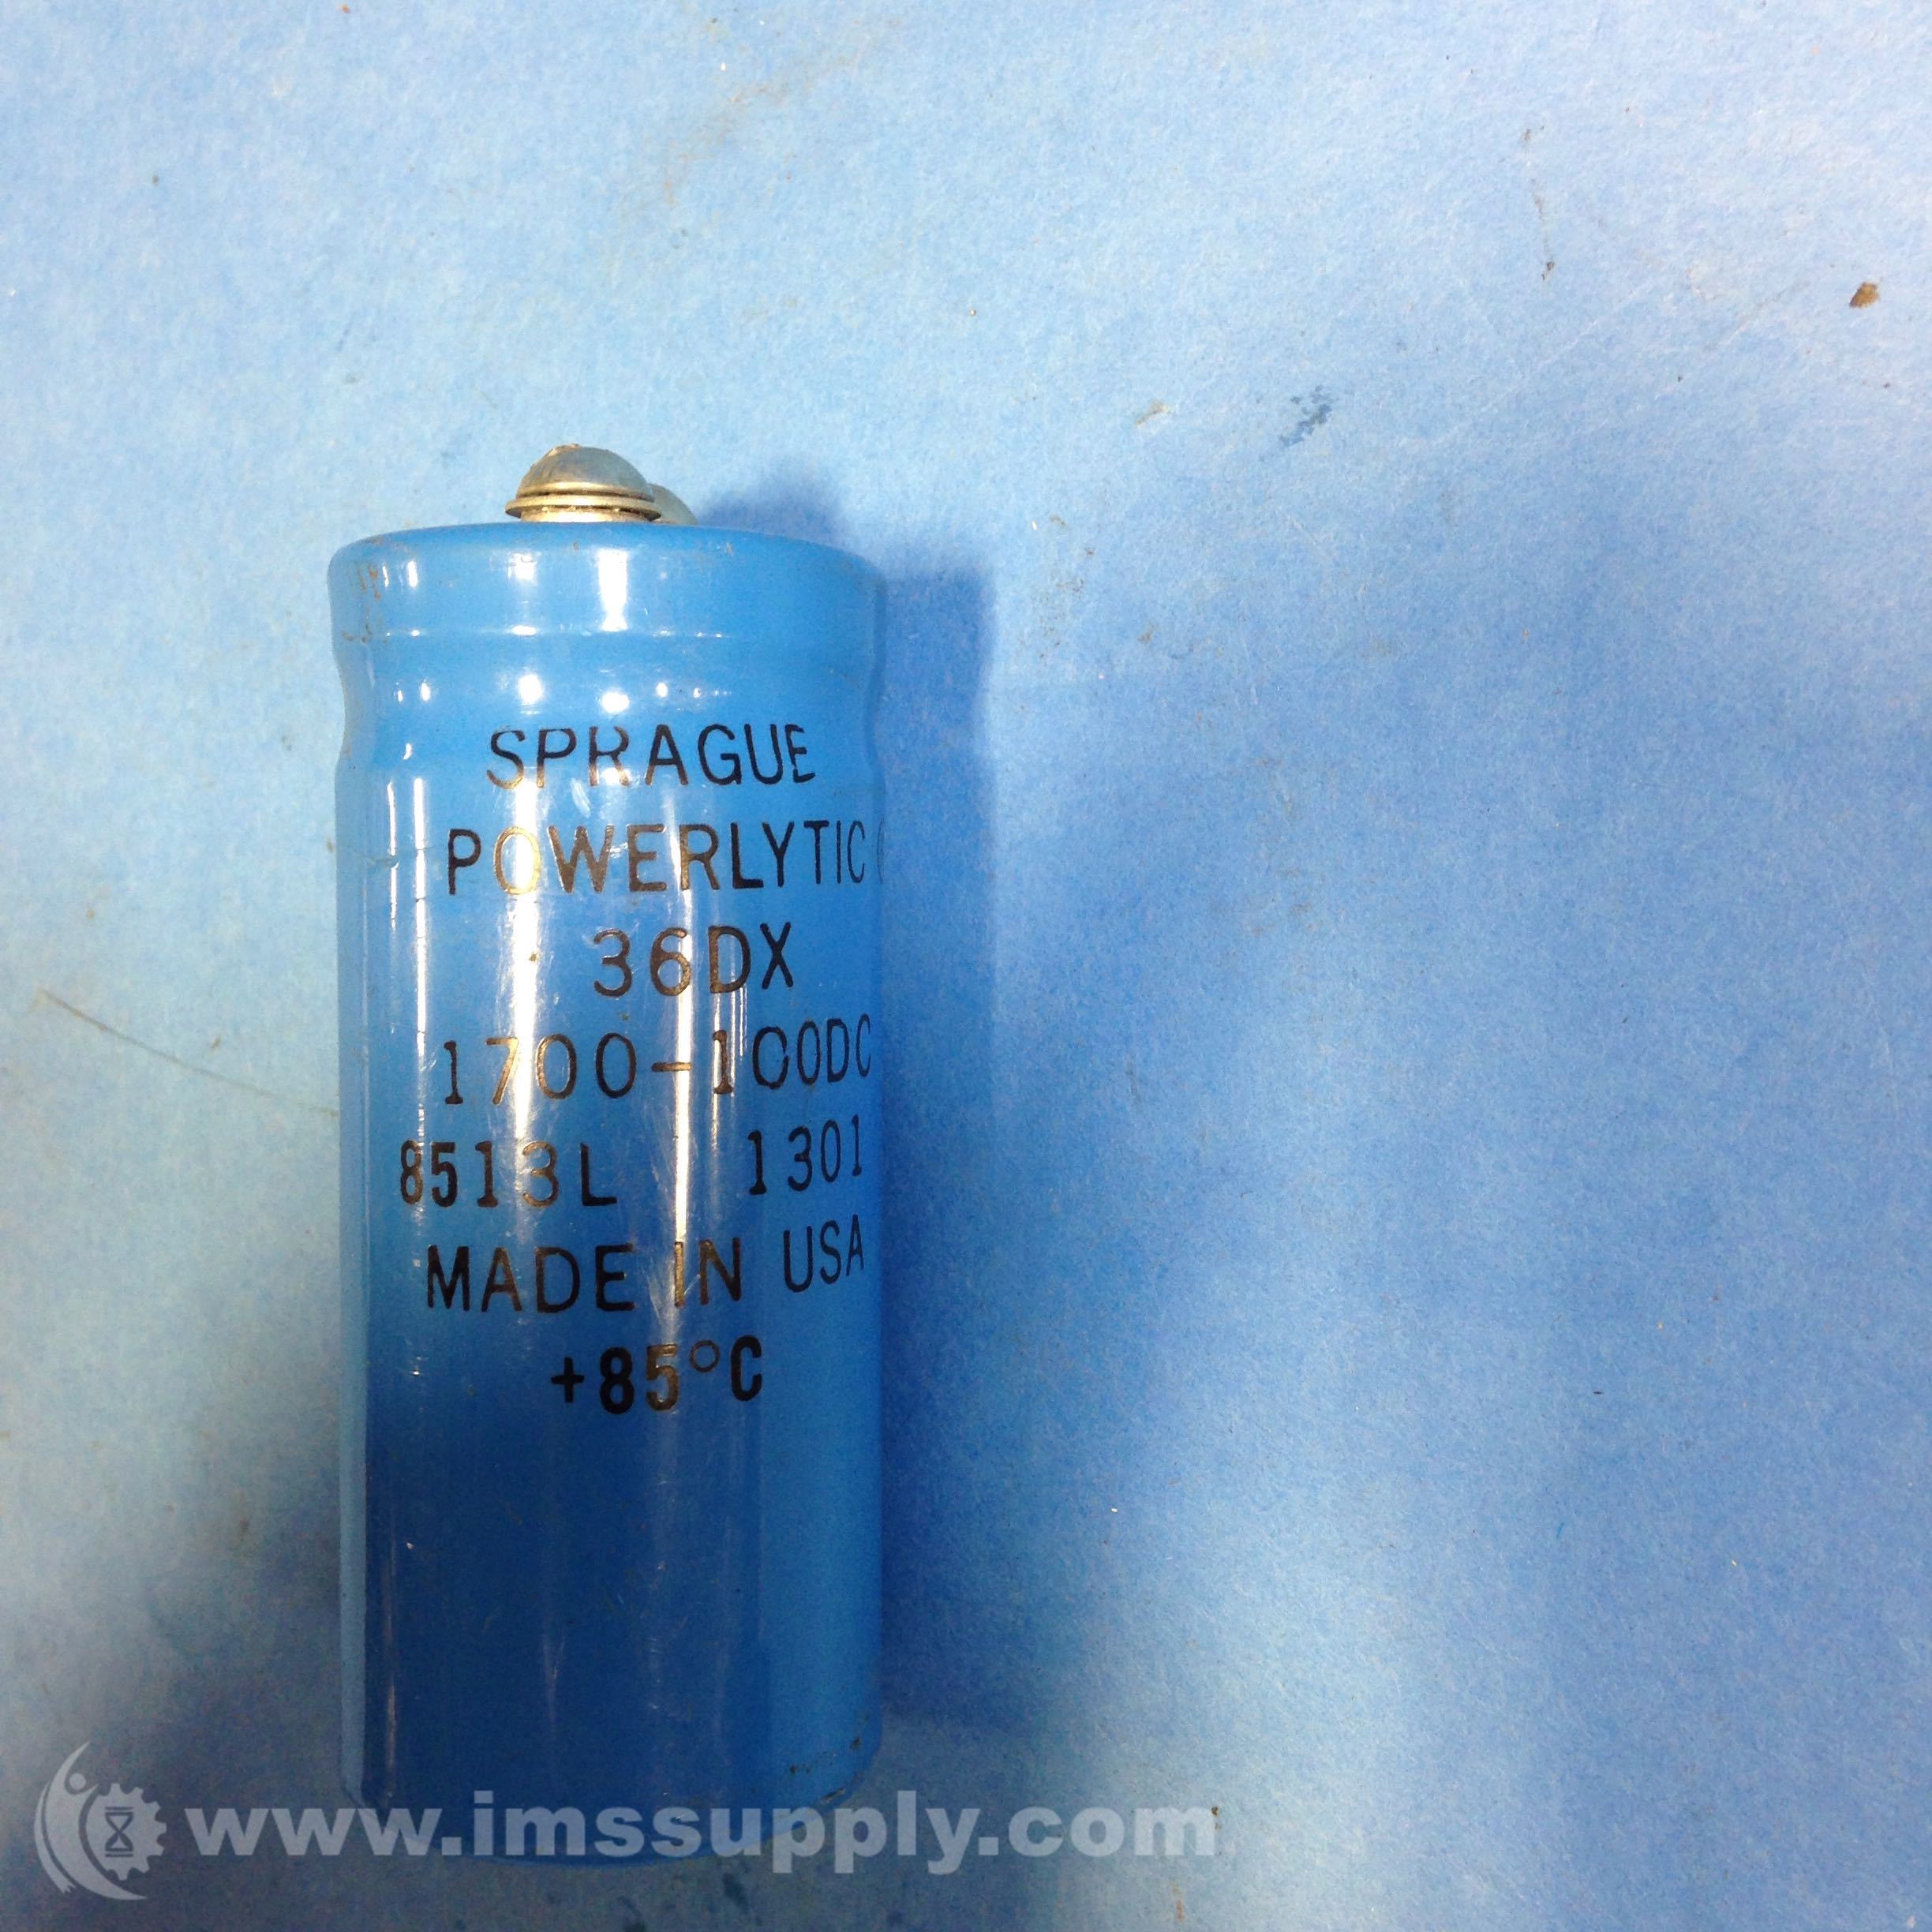 SPRAGUE
POWERLYTIC
36DX
1700-100DC
8513L 1301
MADE IN USA
+85°C
www.imssupply.com